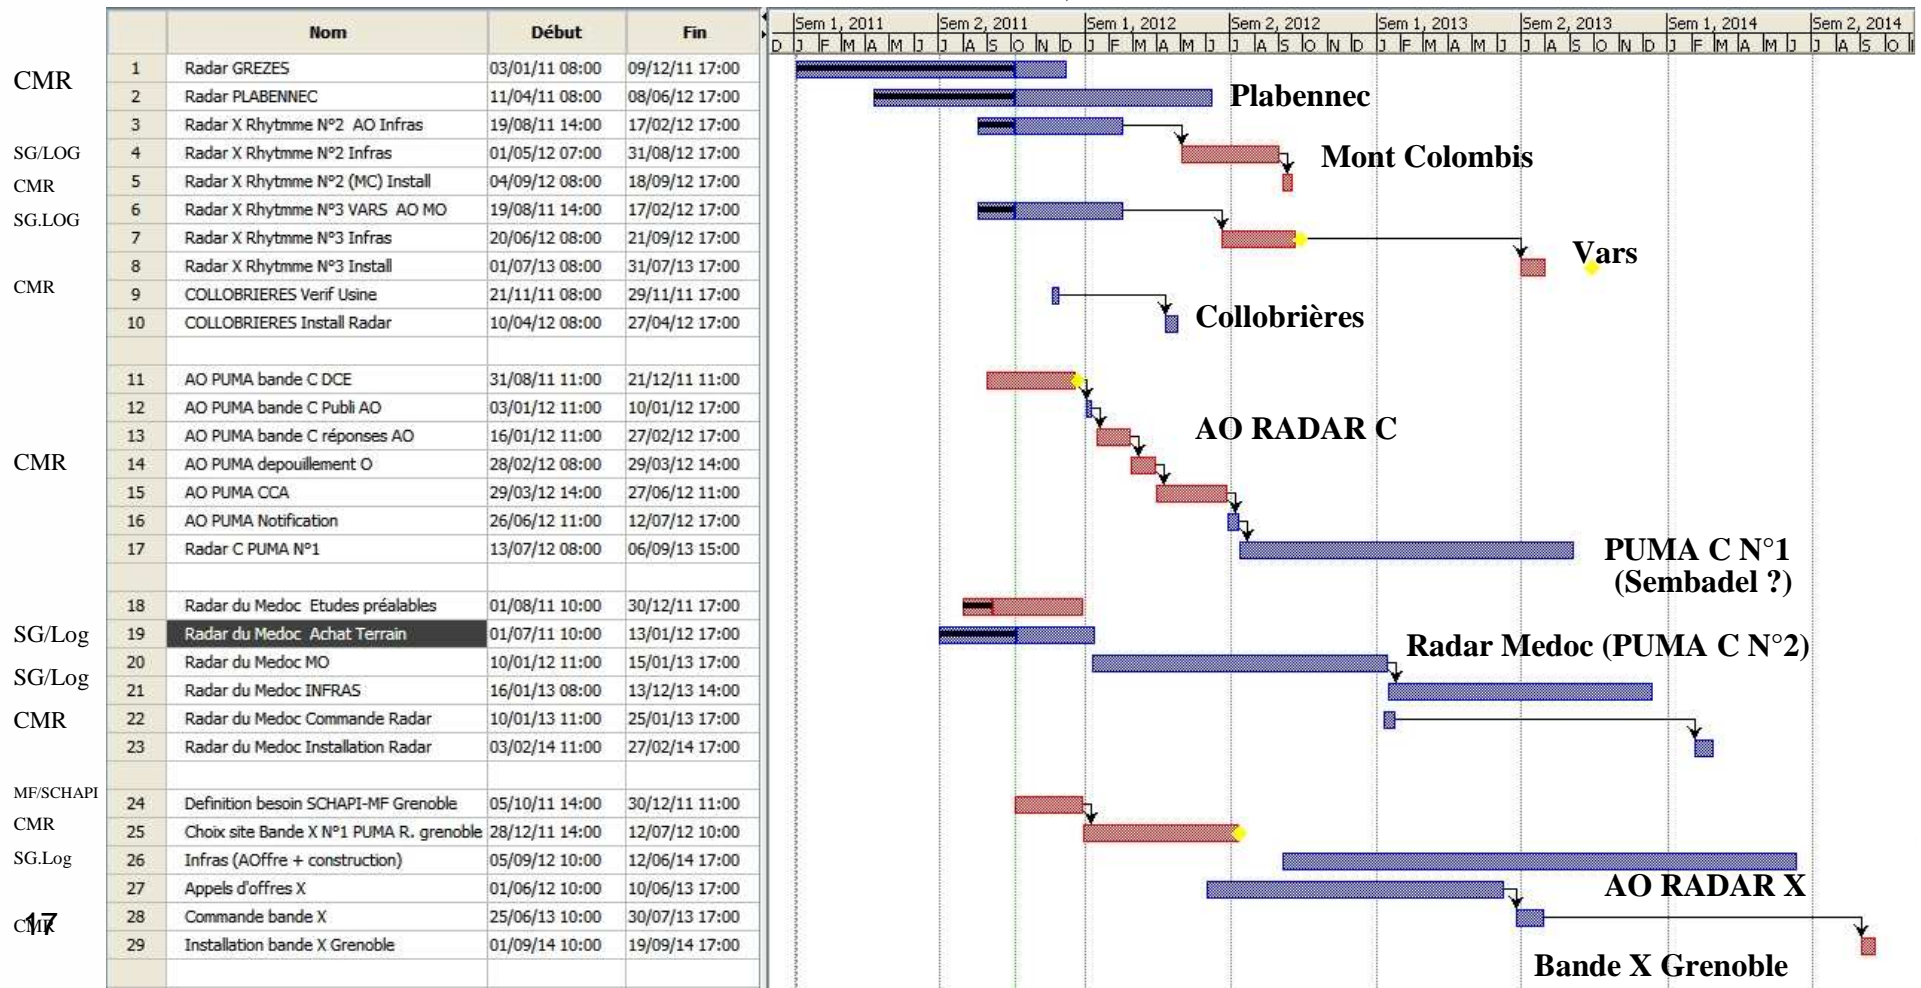 Nom Début Fin Sem 1, 2011 Sem 2, 2011 Sem 1, 2012 Sem 2, 2012 Sem 1, 2013 Sem 2, 2013 Sem 1, 2014 Sem 2, 2014
D J F M A M J J A S O N D J F M A M J J A S O N D J F M A M J J A S O N D J F M A M J J A S O
CMR 1 Radar GREZES 03/01/11 08:00 09/12/11 17:00
2 Radar PLABENNEC 11/04/11 08:00 08/06/12 17:00 Plabennec
3 Radar X Rhytmme N°2 AO Infras 19/08/11 14:00 17/02/12 17:00
SG/LOG 4 Radar X Rhytmme N°2 Infras 01/05/12 07:00 31/08/12 17:00 Mont Colombis
CMR 5 Radar X Rhytmme N°2 (MC) Install 04/09/12 08:00 18/09/12 17:00
SG.LOG 6 Radar X Rhytmme N°3 VARS AO MO 19/08/11 14:00 17/02/12 17:00
7 Radar X Rhytmme N°3 Infras 20/06/12 08:00 21/09/12 17:00 Vars
8 Radar X Rhytmme N°3 Install 01/07/13 08:00 31/07/13 17:00
CMR 9 COLLOBRIERES Verif Usine 21/11/11 08:00 29/11/11 17:00
10 COLLOBRIERES Install Radar 10/04/12 08:00 27/04/12 17:00 Collobrières
11 AO PUMA bande C DCE 31/08/11 11:00 21/12/11 11:00
12 AO PUMA bande C Publi AO 03/01/12 11:00 10/01/12 17:00
13 AO PUMA bande C réponses AO 16/01/12 11:00 27/02/12 17:00 AO RADAR C
CMR 14 AO PUMA depouillement O 28/02/12 08:00 29/03/12 14:00
15 AO PUMA CCA 29/03/12 14:00 27/06/12 11:00
16 AO PUMA Notification 26/06/12 11:00 12/07/12 17:00
17 Radar C PUMA N°1 13/07/12 08:00 06/09/13 15:00 PUMA C N°1
(Sembadel ?)
18 Radar du Medoc Etudes préalables 01/08/11 10:00 30/12/11 17:00
SG/Log 19 Radar du Medoc Achat Terrain 01/07/11 10:00 13/01/12 17:00 Radar Medoc (PUMA C N°2)
20 Radar du Medoc MO 10/01/12 11:00 15/01/13 17:00
SG/Log 21 Radar du Medoc INFRAS 16/01/13 08:00 13/12/13 14:00
CMR 22 Radar du Medoc Commande Radar 10/01/13 11:00 25/01/13 17:00
23 Radar du Medoc Installation Radar 03/02/14 11:00 27/02/14 17:00
MF/SCHAPI 24 Definition besoin SCHAPI-MF Grenoble 05/10/11 14:00 30/12/11 11:00
CMR 25 Choix site Bande X N°1 PUMA R. grenoble 28/12/11 14:00 12/07/12 10:00
SG.Log 26 Infras (AOffre + construction) 05/09/12 10:00 12/06/14 17:00
27 Appels d'offres X 01/06/12 10:00 10/06/13 17:00 AO RADAR X
CMR 17 28 Commande bande X 25/06/13 10:00 30/07/13 17:00
29 Installation bande X Grenoble 01/09/14 10:00 19/09/14 17:00
Bande X Grenoble